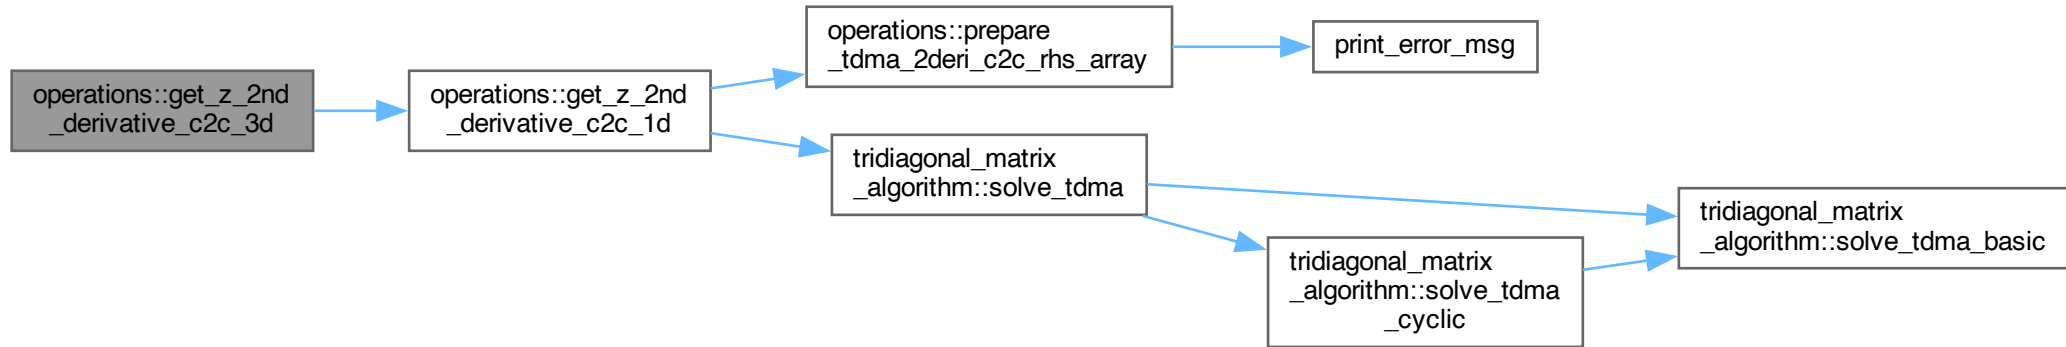 operations::get_z_2nd
_derivative_c2c_3d
operations::get_z_2nd
_derivative_c2c_1d
operations::prepare
_tdma_2deri_c2c_rhs_array
print_error_msg
tridiagonal_matrix
_algorithm::solve_tdma
tridiagonal_matrix
_algorithm::solve_tdma
_cyclic
tridiagonal_matrix
_algorithm::solve_tdma_basic